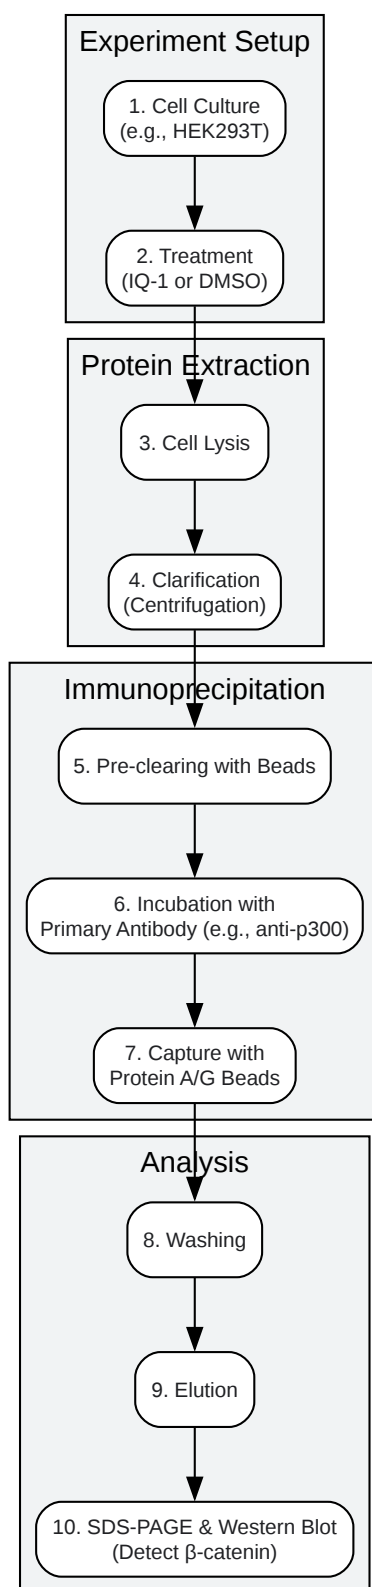 Experiment Setup
1. Cell Culture
(e.g., HEK293T)
2. Treatment
(IQ-1 or DMSO)
Protein Extraction
3. Cell Lysis
4. Clarification
(Centrifugation)
Immunoprecipitation
5. Pre-clearing with Beads
6. Incubation with
Primary Antibody (e.g., anti-p300)
7. Capture with
Protein A/G Beads
Analysis
8. Washing
9. Elution
10. SDS-PAGE & Western Blot
(Detect β-catenin)